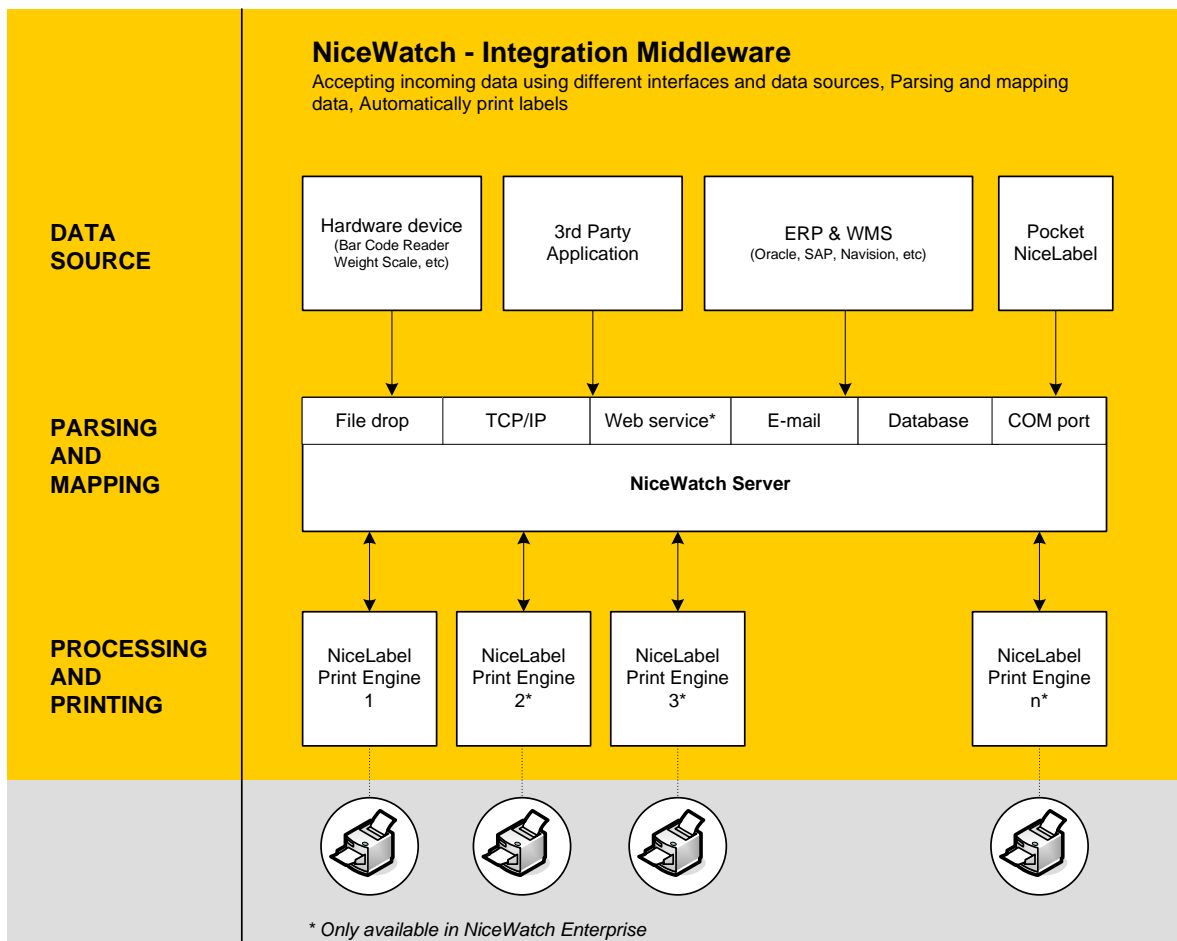 NiceWatch - Integration Middleware
Accepting incoming data using different interfaces and data sources, Parsing and mapping
data, Automatically print labels
DATA
SOURCE
Hardware device
(Bar Code Reader
Weight Scale, etc)
3rd Party
Application
ERP & WMS
(Oracle, SAP, Navision, etc)
Pocket
NiceLabel
PARSING
AND
MAPPING
File drop
TCP/IP
Web service*
E-mail
Database
COM port
NiceWatch Server
PROCESSING
AND
PRINTING
NiceLabel
Print Engine
1
NiceLabel
Print Engine
2*
NiceLabel
Print Engine
3*
NiceLabel
Print Engine
n*
* Only available in NiceWatch Enterprise